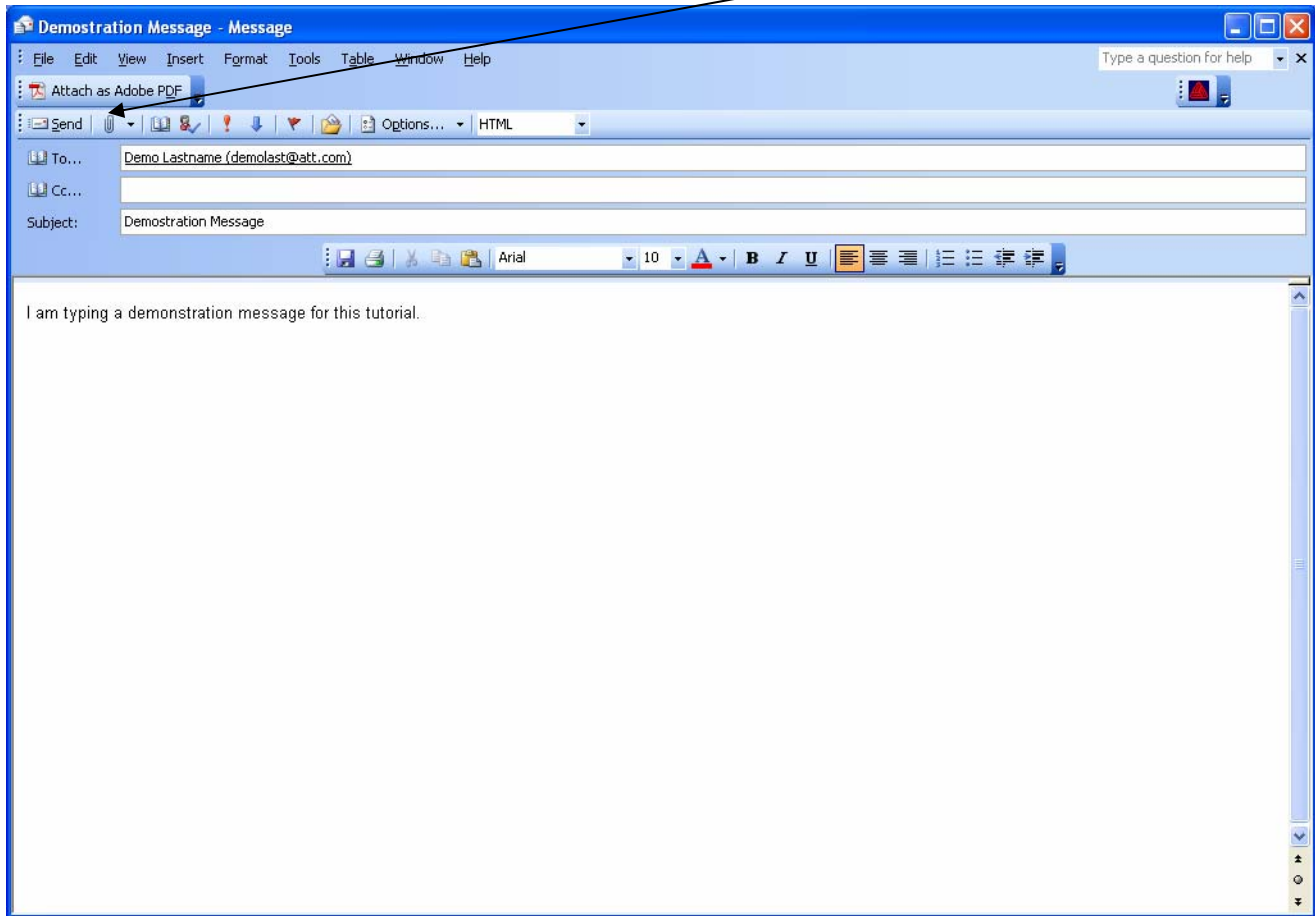 Demostration Message - Message
File Edit View Insert Format Tools Table Window Help Type a question for help
Attach as Adobe PDF
Send Options... HTML
To... Demo Lastname (demolast@att.com)
Cc...
Subject: Demostration Message
Arial 10 A B I U
I am typing a demonstration message for this tutorial.